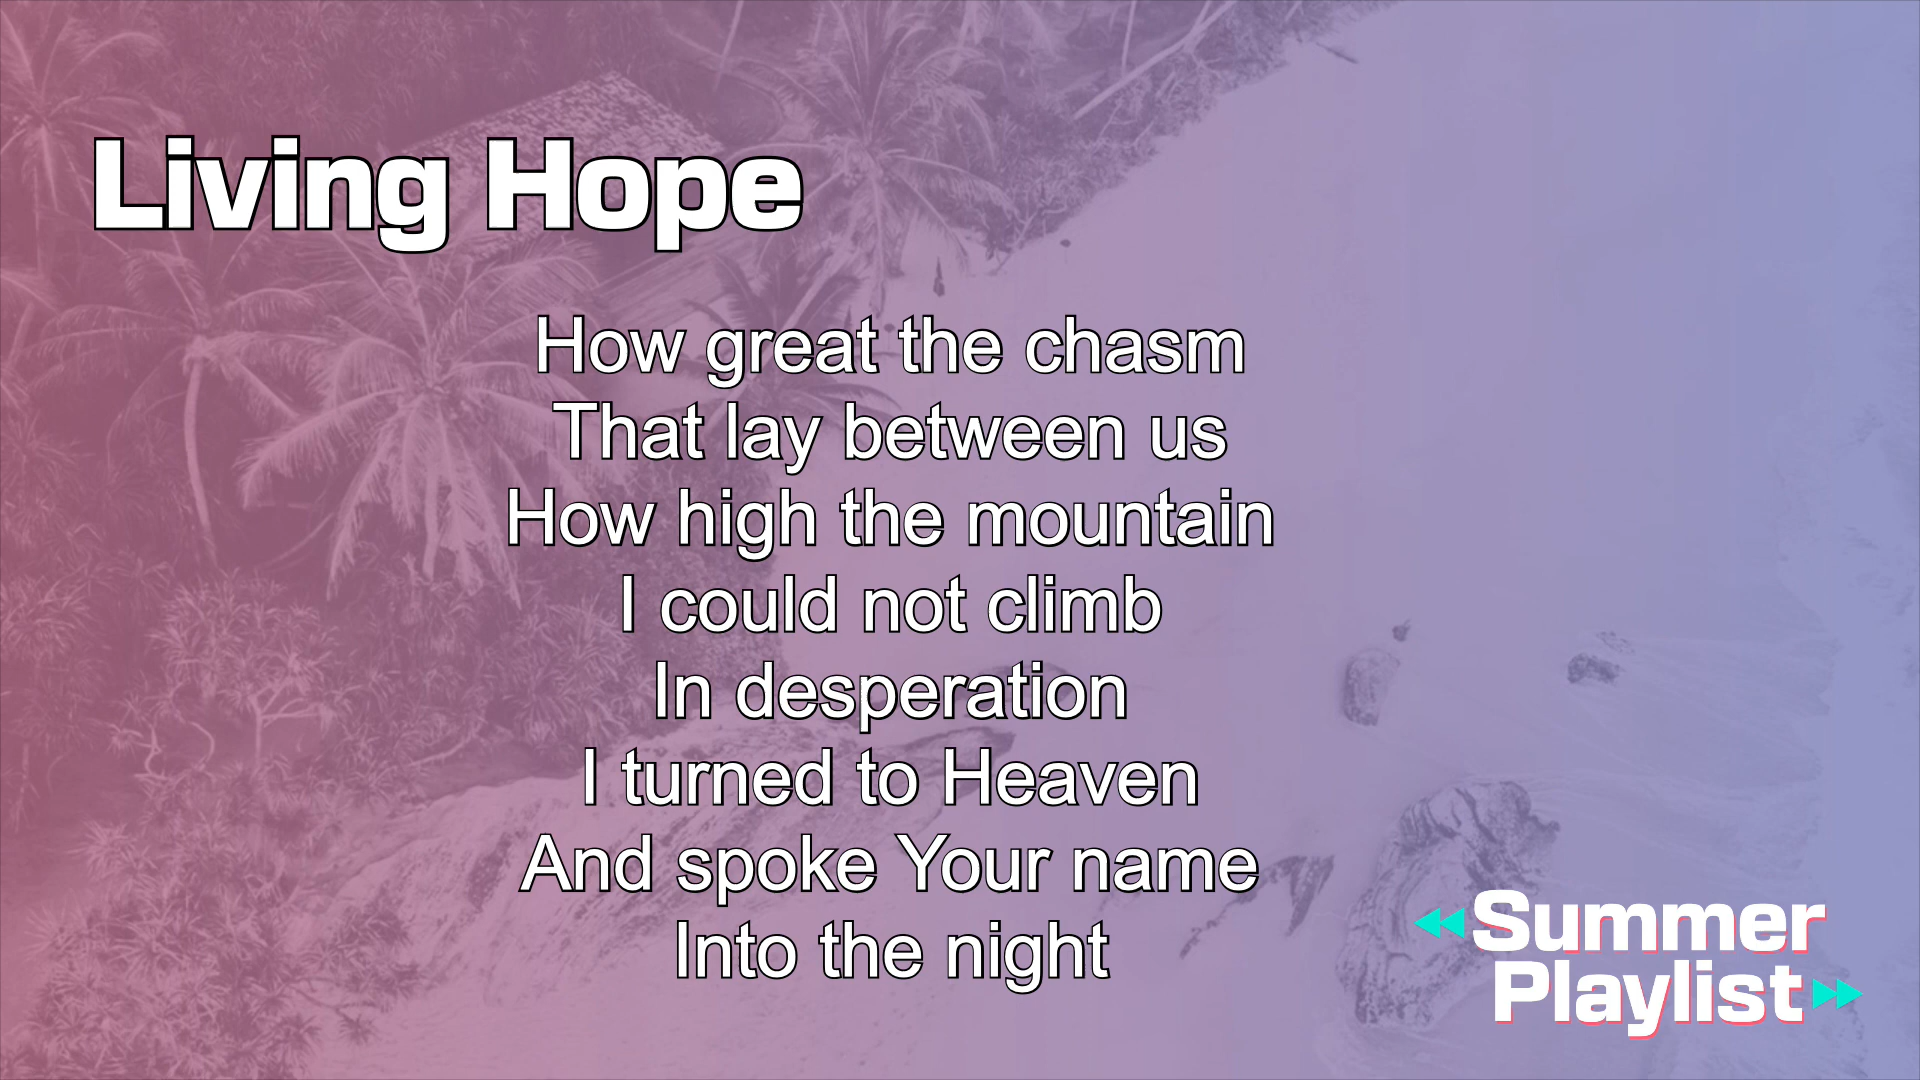 Living Hope
How great the chasm
That lay between us
How high the mountain
I could not climb
In desperation
I turned to Heaven
And spoke Your name
Into the night
Summer
Playlist